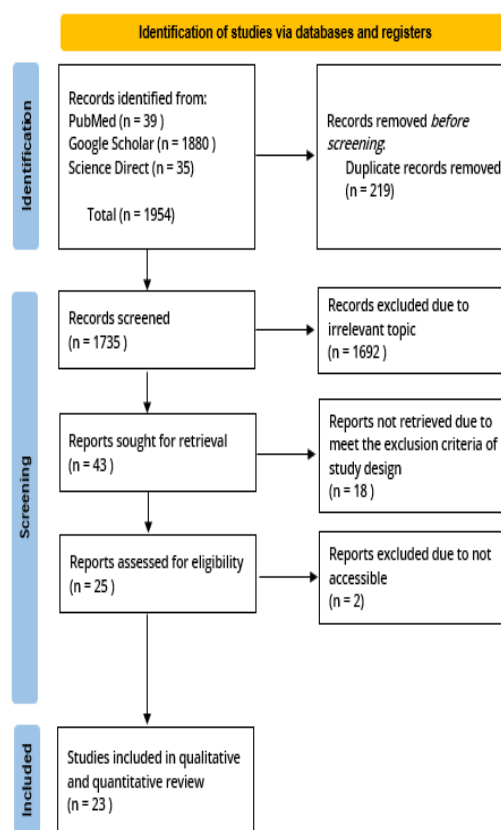 Identification of studies via databases and registers
Identification
Records identified from:
PubMed (n = 39 )
Google Scholar (n = 1880 )
Science Direct (n = 35)
Total (n = 1954)
Records removed before
screening:
Duplicate records removed
(n = 219)
Screening
Records screened
(n = 1735 )
Records excluded due to
irrelevant topic
(n = 1692 )
Reports sought for retrieval
(n = 43 )
Reports not retrieved due to
meet the exclusion criteria of
study design
(n = 18 )
Reports assessed for eligibility
(n = 25 )
Reports excluded due to not
accessible
(n = 2)
Included
Studies included in qualitative
and quantitative review
(n = 23 )